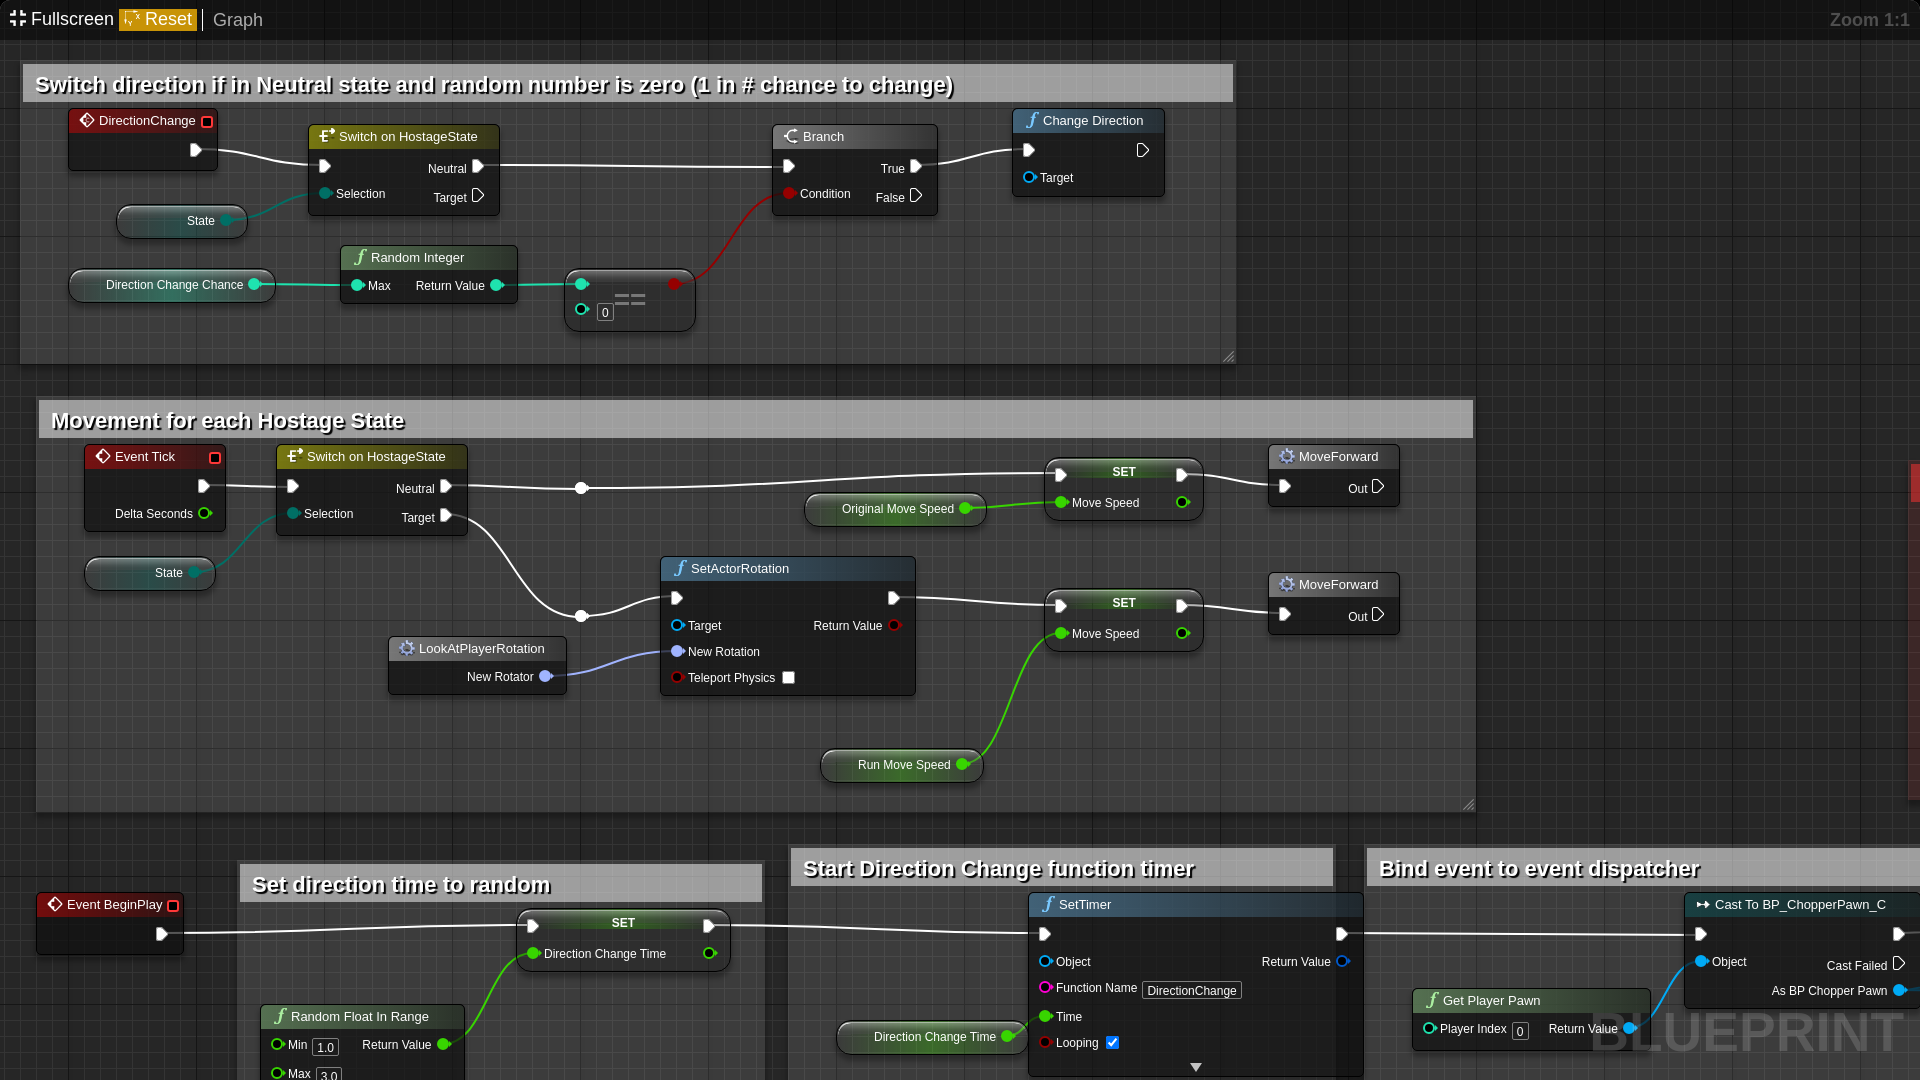 Fullscreen Reset Graph
Zoom 1:1
Switch direction if in Neutral state and random number is zero (1 in # chance to change)
DirectionChange
Switch on HostageState
Neutral
Selection
Target
State
Branch
True
Condition
False
Change Direction
Target
Direction Change Chance
Random Integer
Max Return Value
==
0
Movement for each Hostage State
Event Tick
Delta Seconds
Switch on HostageState
Neutral
Selection
Target
State
Original Move Speed
SET
Move Speed
MoveForward
Out
SetActorRotation
Target Return Value
New Rotation
Teleport Physics
LookAtPlayerRotation
New Rotator
SET
Move Speed
MoveForward
Out
Run Move Speed
Set direction time to random
Event BeginPlay
SET
Direction Change Time
Random Float In Range
Min 1.0 Return Value
Max 3.0
Start Direction Change function timer
SetTimer
Object Return Value
Function Name DirectionChange
Time
Looping
Direction Change Time
Bind event to event dispatcher
Cast To BP_ChopperPawn_C
Object
Cast Failed
As BP Chopper Pawn
Get Player Pawn
Player Index 0 Return Value
BLUEPRINT